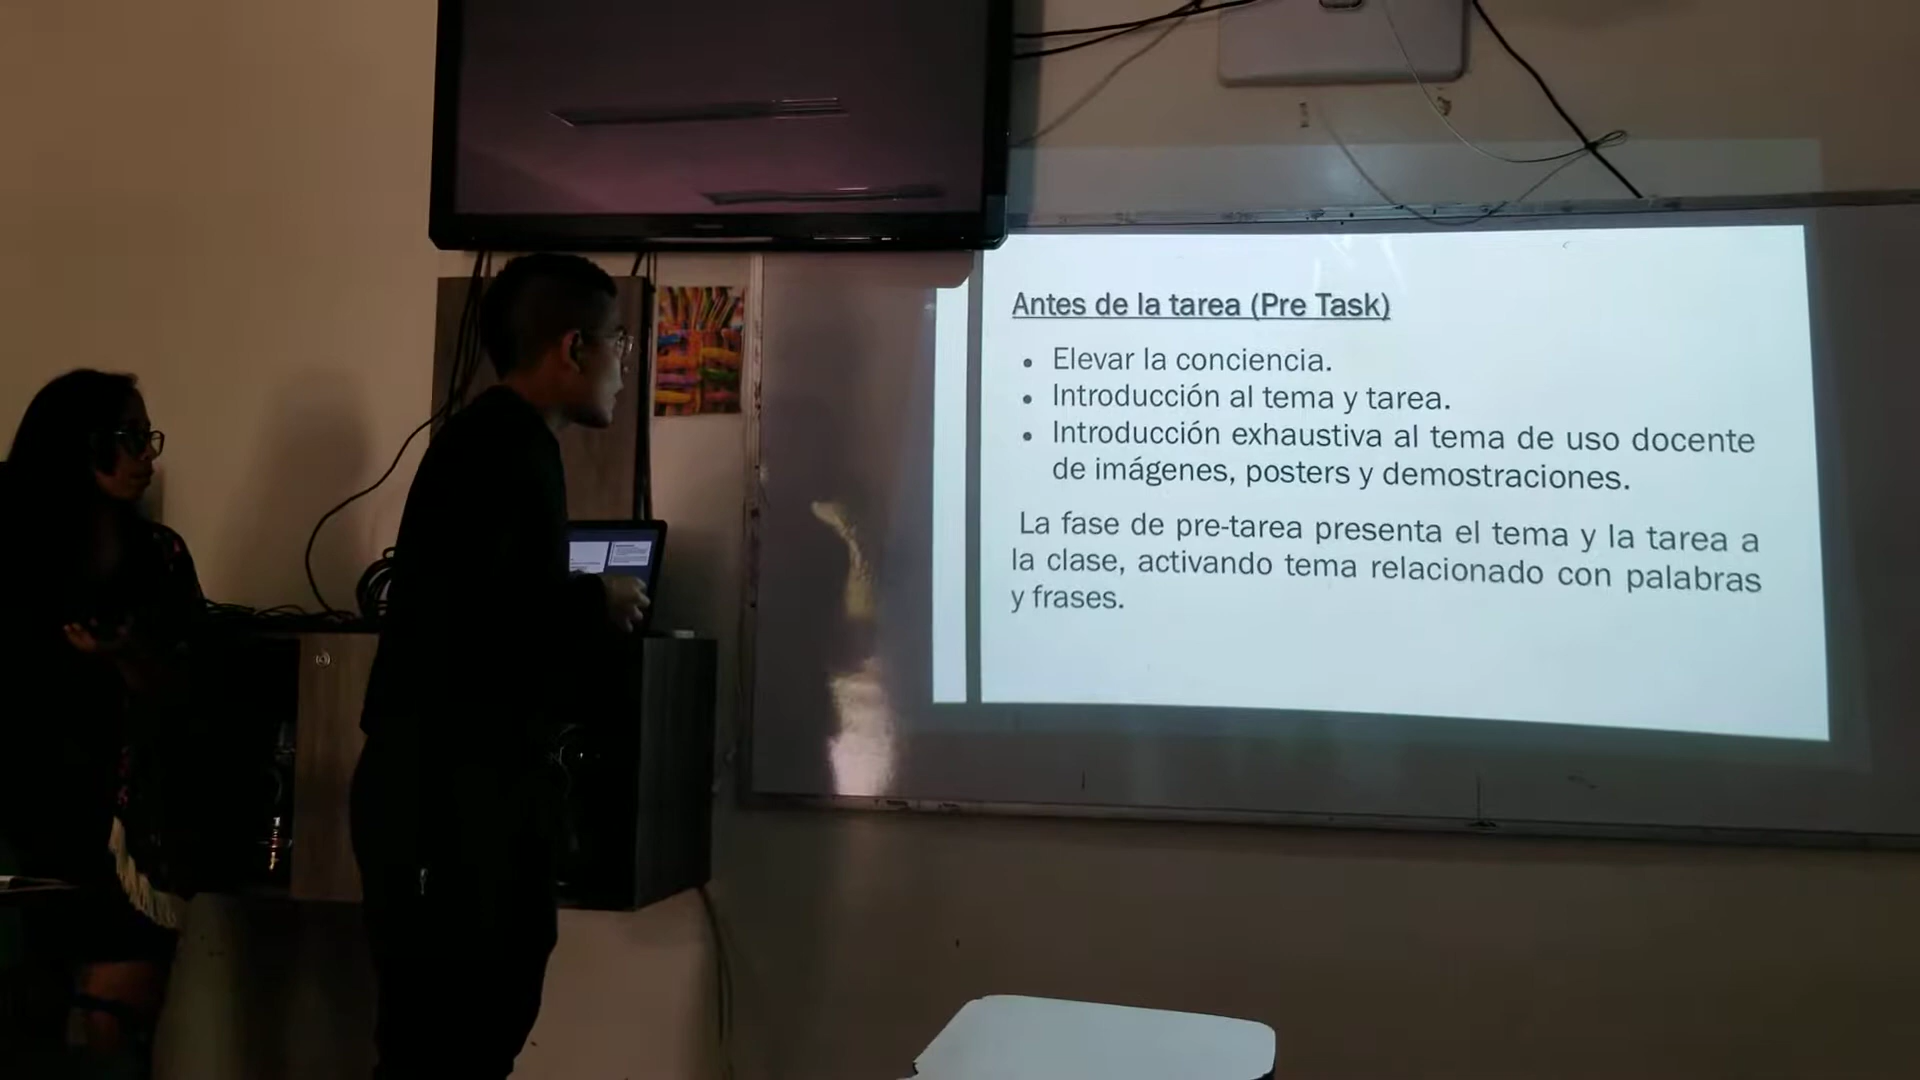 Antes de la tarea (Pre Task)
• Elevar la conciencia.
• Introducción al tema y tarea.
• Introducción exhaustiva al tema de uso docente
de imágenes, posters y demostraciones.
La fase de pre-tarea presenta el tema y la tarea a
la clase, activando tema relacionado con palabras
y frases.